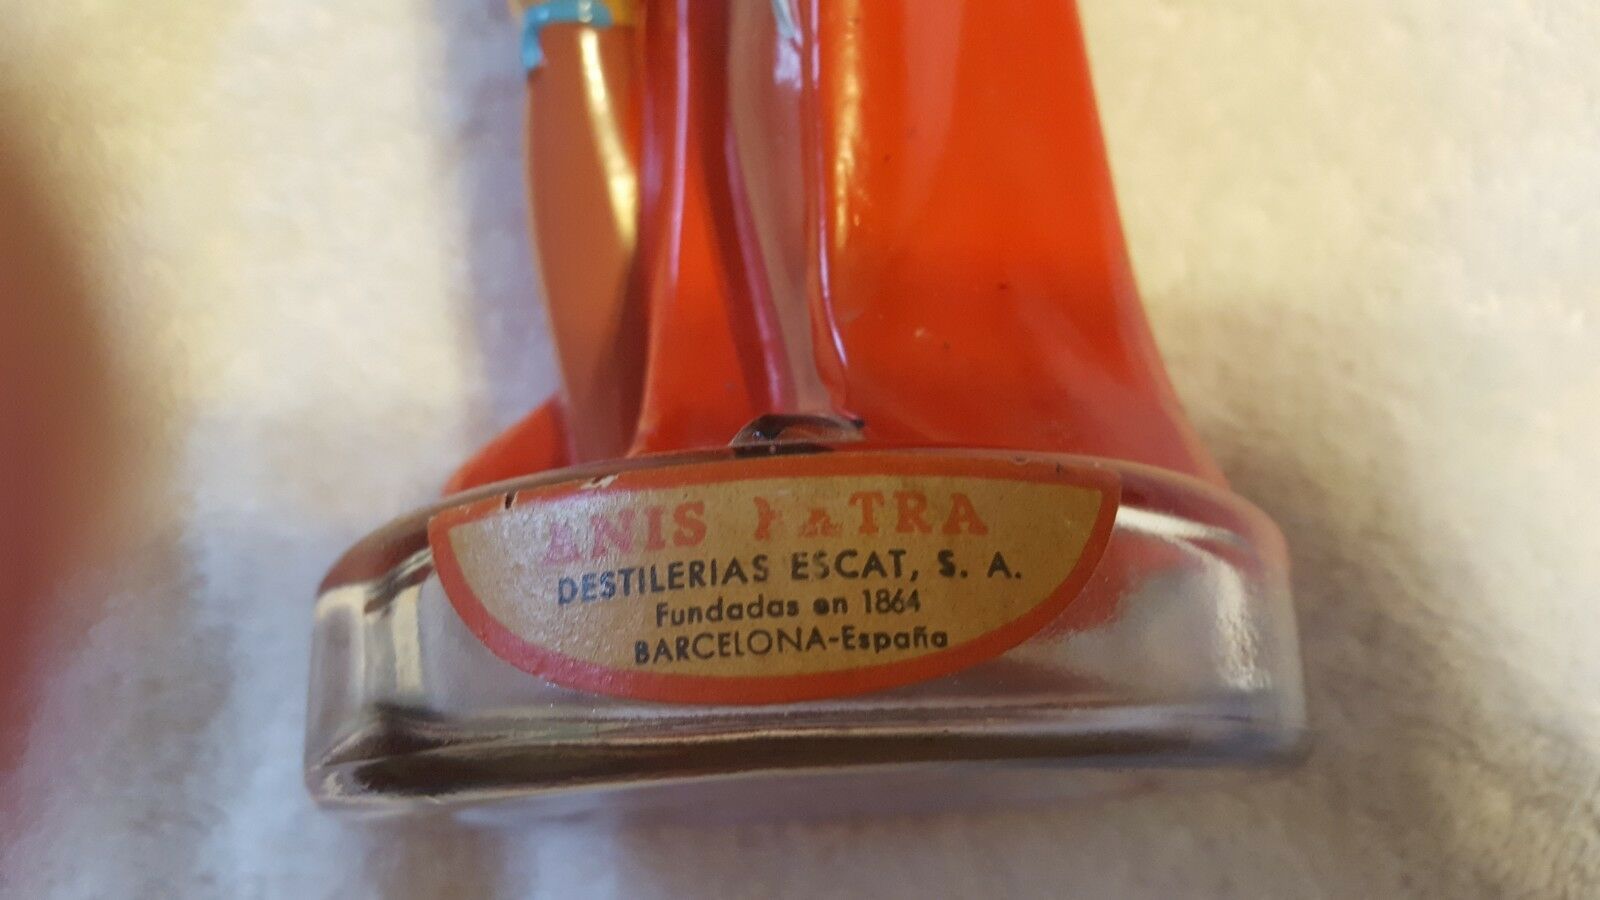 ANIS
DESTILERIAS ESCAT, S. A.
Fundadas en 1864
BARCELONA-España